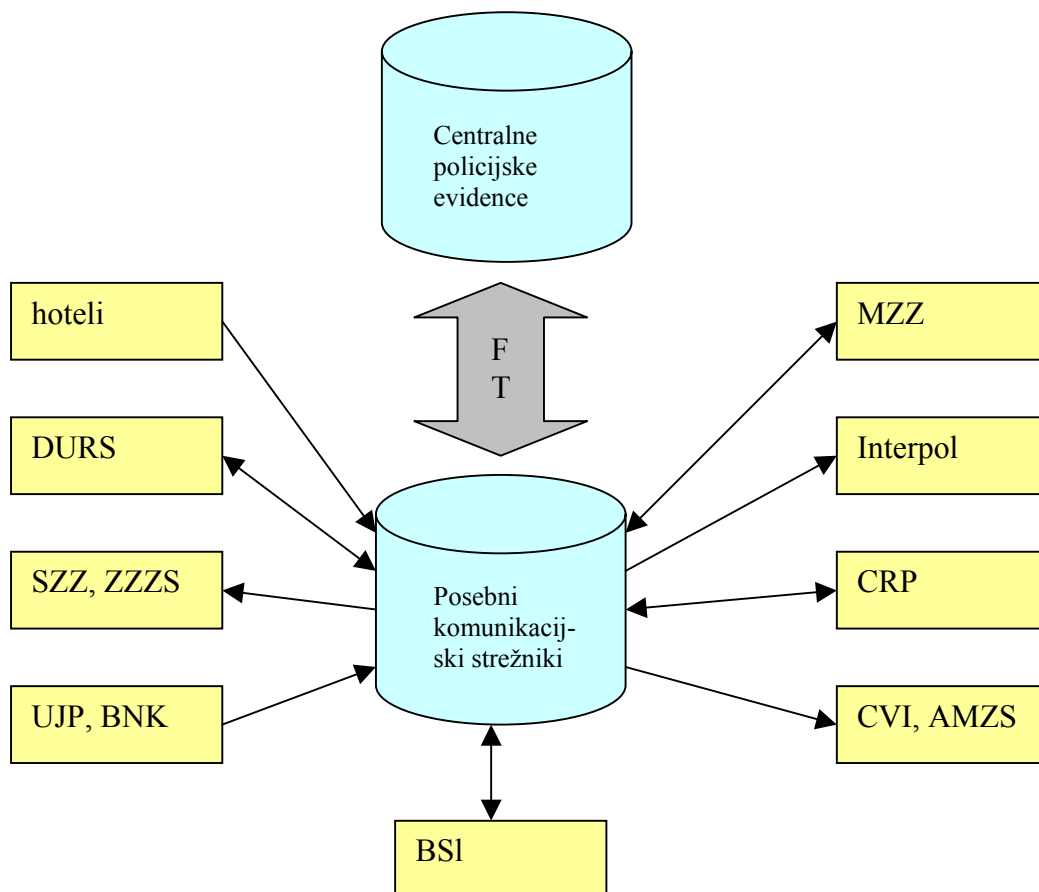 Centralne
policijske
evidence
F
T
hoteli
MZZ
DURS
Interpol
SZZ, ZZZS
CRP
Posebni
komunikacij-
ski strežniki
UJP, BNK
CVI, AMZS
BSl